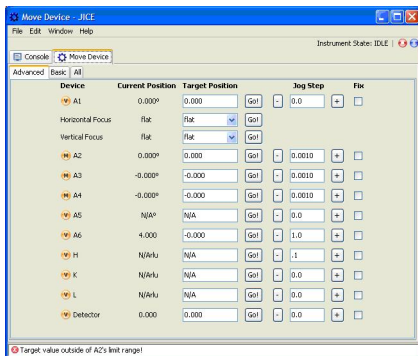 Move Device - JICE
File Edit Window Help
Instrument State: IDLE |
Console Move Device
Advanced Basic All
Device Current Position Target Position Jog Step Fix
V A1 0.000º 0.000 Go! - 0.0 +
Horizontal Focus flat flat Go!
Vertical Focus flat flat Go!
M A2 0.000º 0.000 Go! - 0.0010 +
M A3 -0.000º -0.000 Go! - 0.0010 +
M A4 -0.000º -0.000 Go! - 0.0010 +
V A5 N/Aº N/A Go! - 0.0 +
V A6 4.000 -0.000 Go! - 1.0 +
V H N/Arlu N/A Go! - .1 +
V K N/Arlu N/A Go! - 0.0 +
V L N/Arlu N/A Go! - 0.0 +
V Detector 0.000 0.000 Go! - 0.0 +
Target value outside of A2's limit range!